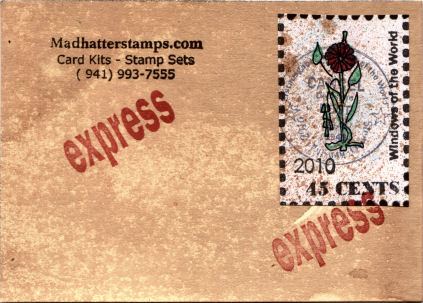 Madhatterstamps.com
Card Kits - Stamp Sets
( 941) 993-7555
express
Windows of the World
2010
45 CENTS
express